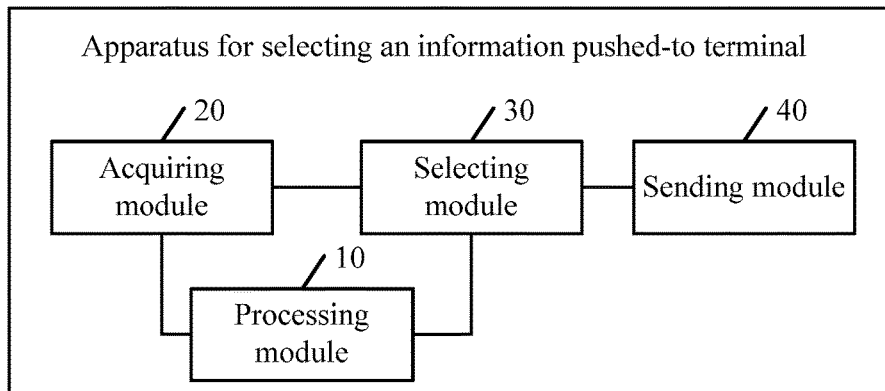 Apparatus for selecting an information pushed-to terminal
20
30
40
Acquiring
module
Selecting
module
Sending module
10
Processing
module